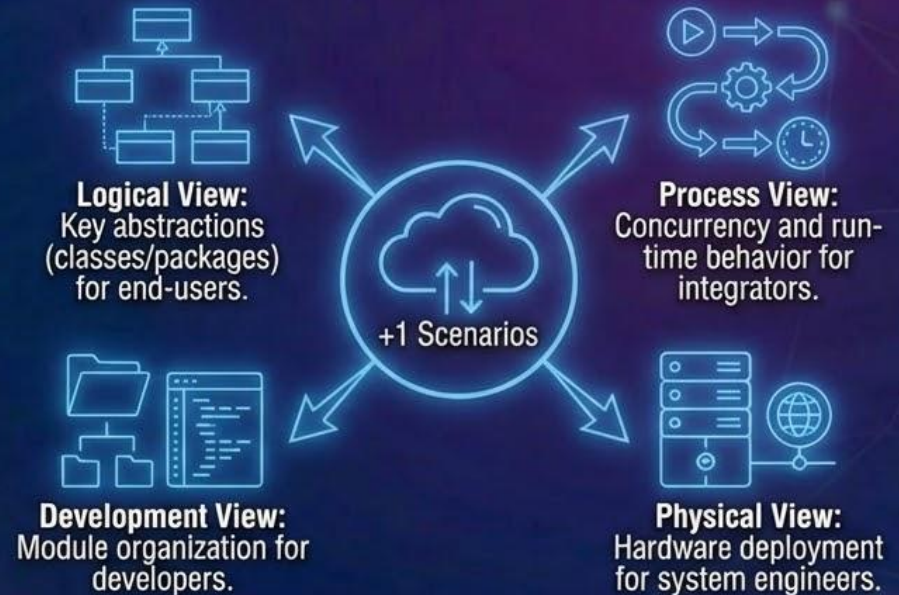 Logical View:
Key abstractions
(classes/packages)
for end-users.
Process View:
Concurrency and run-
time behavior for
integrators.
+1 Scenarios
Development View:
Module organization for
developers.
Physical View:
Hardware deployment
for system engineers.